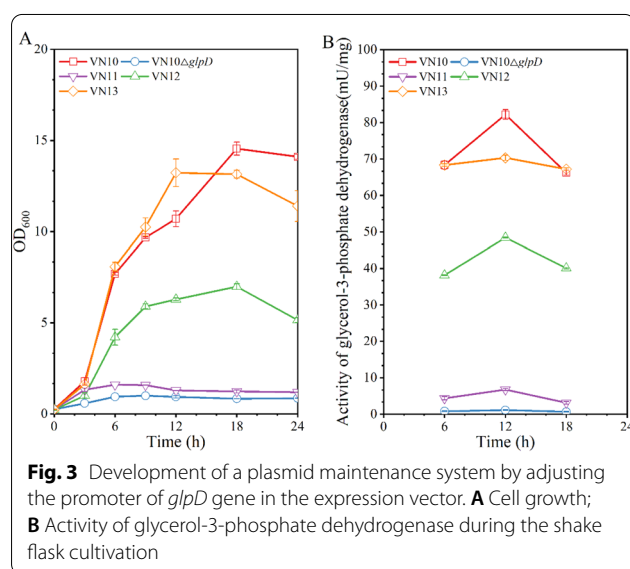 A
VN10 VN10ΔglpD
VN11 VN12
VN13
20
15
10
5
0
OD600
0 3 6 9 12 18 24
Time (h)
B
VN10 VN10ΔglpD
VN11 VN12
VN13
100
90
80
70
60
50
40
30
20
10
0
Activity of glycerol-3-phosphate dehydrogenase(mU/mg)
0 6 12 18 24
Time (h)
Fig. 3 Development of a plasmid maintenance system by adjusting
the promoter of glpD gene in the expression vector. A Cell growth;
B Activity of glycerol-3-phosphate dehydrogenase during the shake
flask cultivation